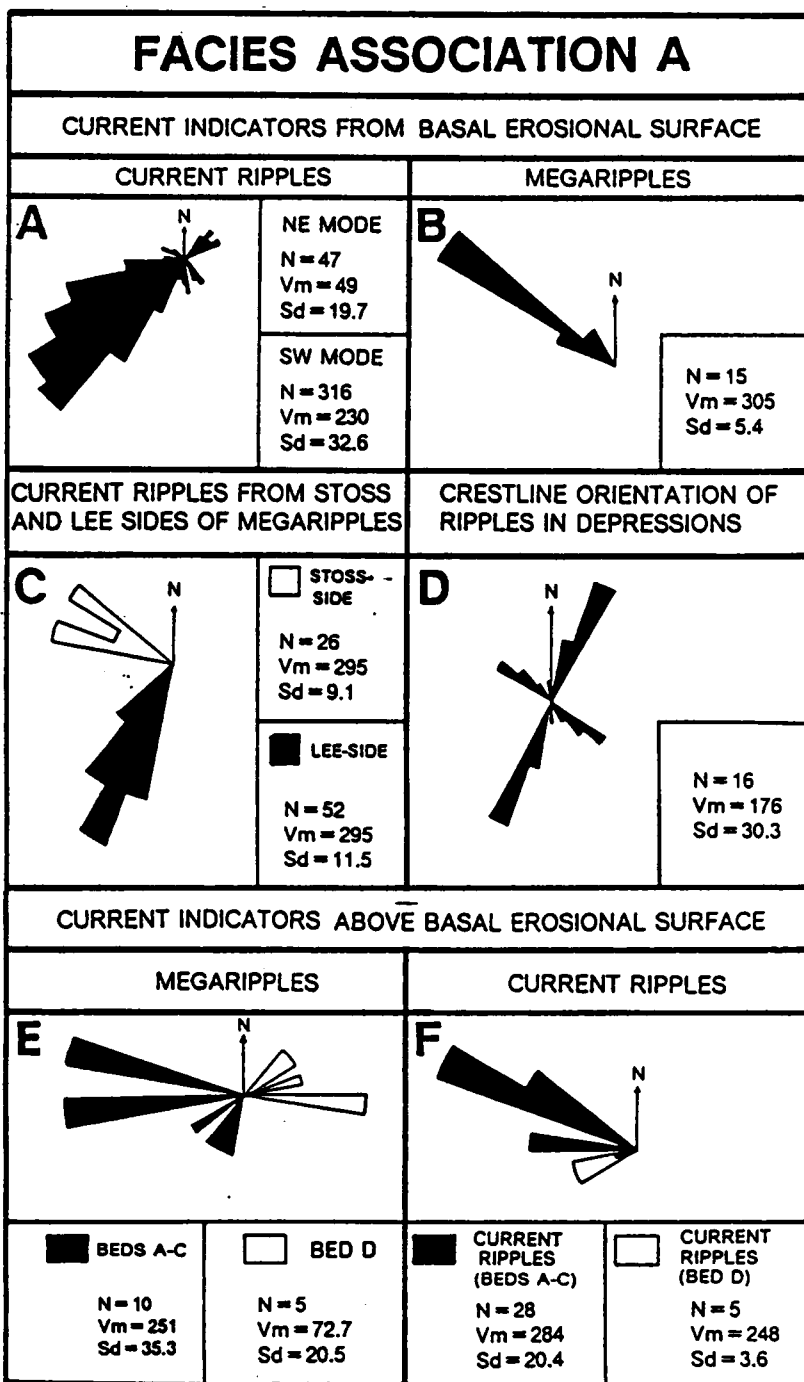 FACIES ASSOCIATION A
CURRENT INDICATORS FROM BASAL EROSIONAL SURFACE
CURRENT RIPPLES
MEGARIPPLES
A
N
NE MODE
N = 47
Vm = 49
Sd = 19.7
SW MODE
N = 316
Vm = 230
Sd = 32.6
B
N
N = 15
Vm = 305
Sd = 5.4
CURRENT RIPPLES FROM STOSS
AND LEE SIDES OF MEGARIPPLES
CRESTLINE ORIENTATION OF
RIPPLES IN DEPRESSIONS
C
N
STOSS-
SIDE
N = 26
Vm = 295
Sd = 9.1
LEE-SIDE
N = 52
Vm = 295
Sd = 11.5
D
N
N = 16
Vm = 176
Sd = 30.3
CURRENT INDICATORS ABOVE BASAL EROSIONAL SURFACE
MEGARIPPLES
CURRENT RIPPLES
E
N
F
N
BEDS A-C
N = 10
Vm = 251
Sd = 35.3
BED D
N = 5
Vm = 72.7
Sd = 20.5
CURRENT
RIPPLES
(BEDS A-C)
N = 28
Vm = 284
Sd = 20.4
CURRENT
RIPPLES
(BED D)
N = 5
Vm = 248
Sd = 3.6